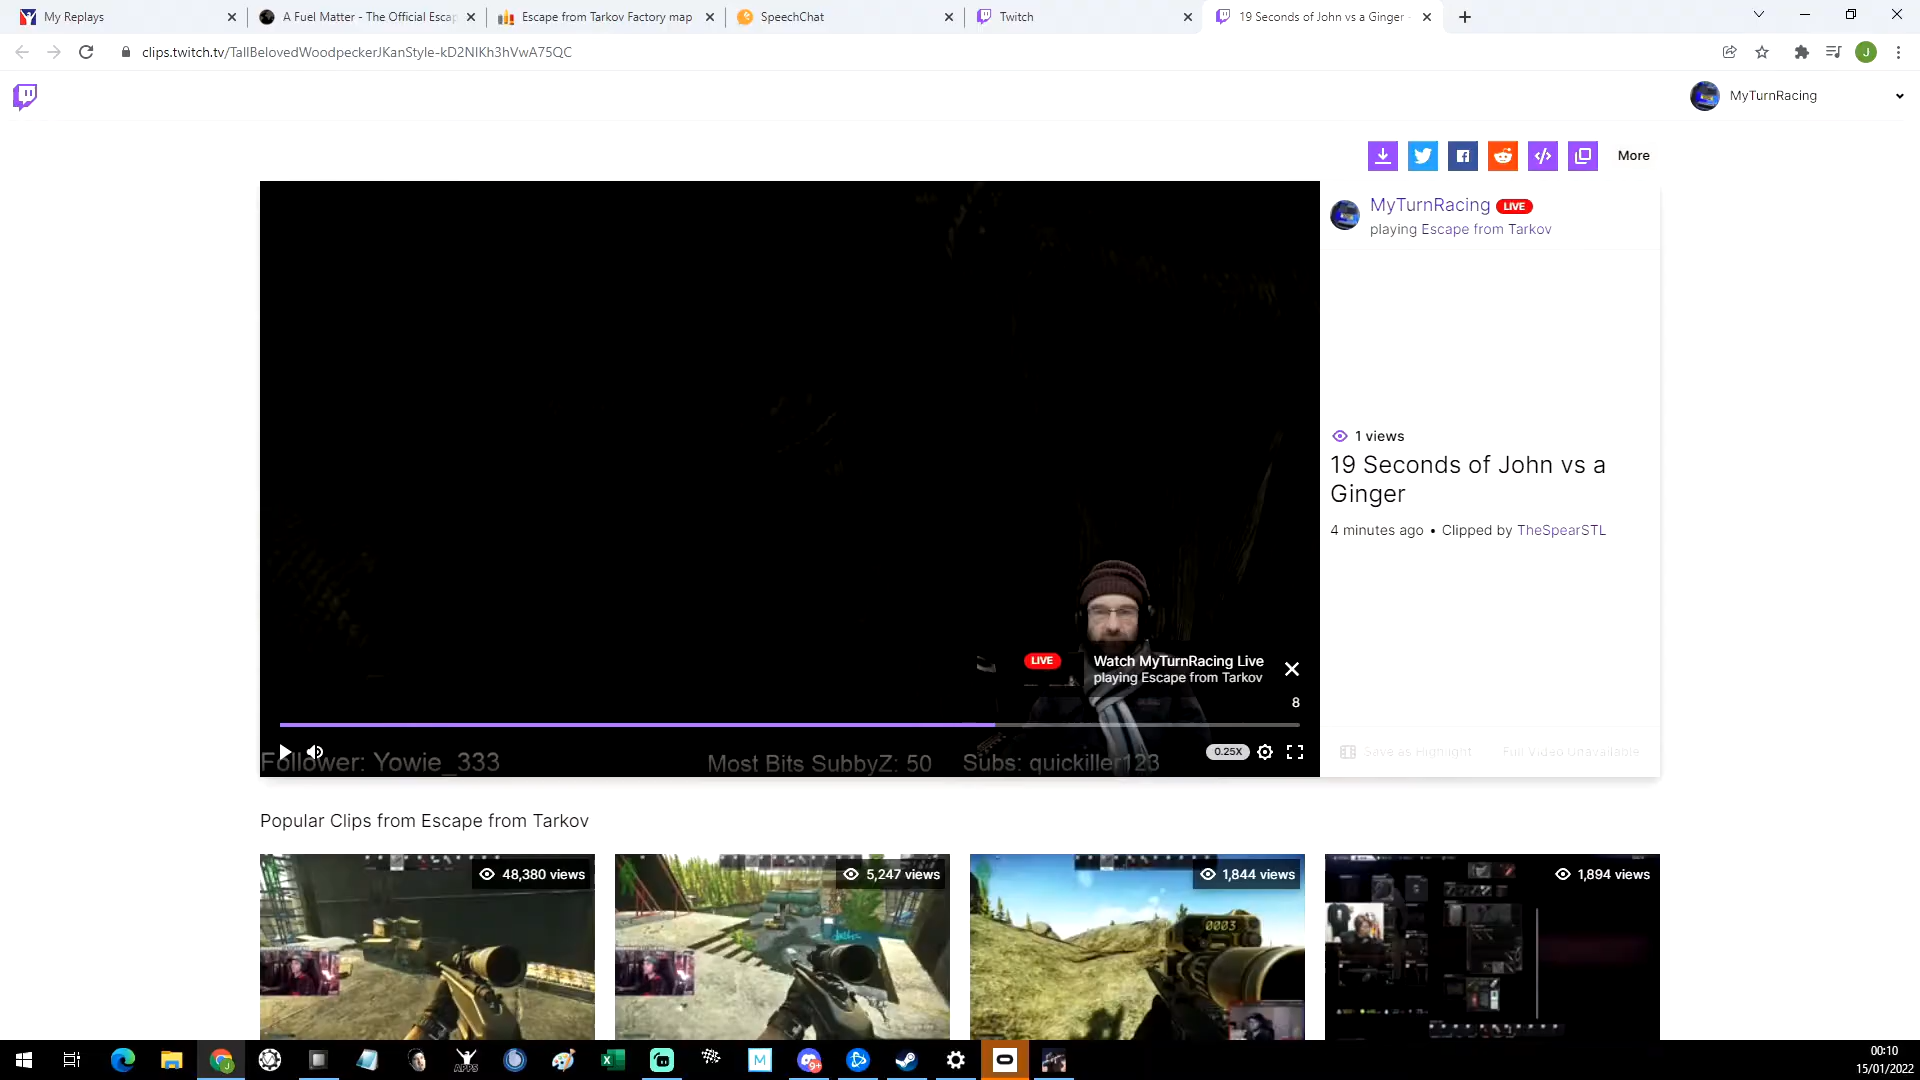 My Replays
A Fuel Matter - The Official Escap
Escape from Tarkov Factory map
SpeechChat
Twitch
19 Seconds of John vs a Ginger -
clips.twitch.tv/TallBelovedWoodpeckerJKanStyle-kD2NlKh3hVwA75QC
J
MyTurnRacing
More
MyTurnRacing LIVE
playing Escape from Tarkov
1 views
19 Seconds of John vs a
Ginger
4 minutes ago • Clipped by TheSpearSTL
LIVE
Watch MyTurnRacing Live
playing Escape from Tarkov
8
0.25X
Follower: Yowie_333
Most Bits SubbyZ: 50
Subs: quickiller123
Save as Highlight
Full Video Unavailable
Popular Clips from Escape from Tarkov
48,380 views
5,247 views
1,844 views
1,894 views
0003
J
APPS
M
9+
00:10
15/01/2022